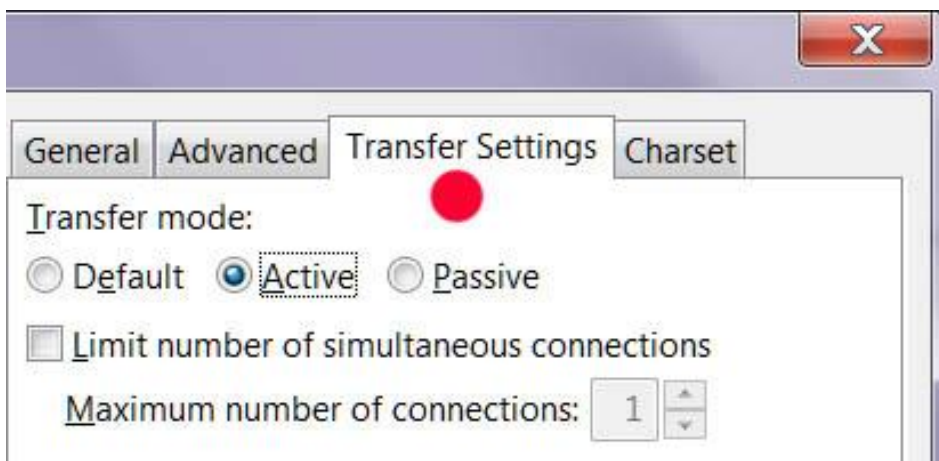 General Advanced Transfer Settings Charset
Transfer mode:
Default Active Passive
Limit number of simultaneous connections
Maximum number of connections: 1